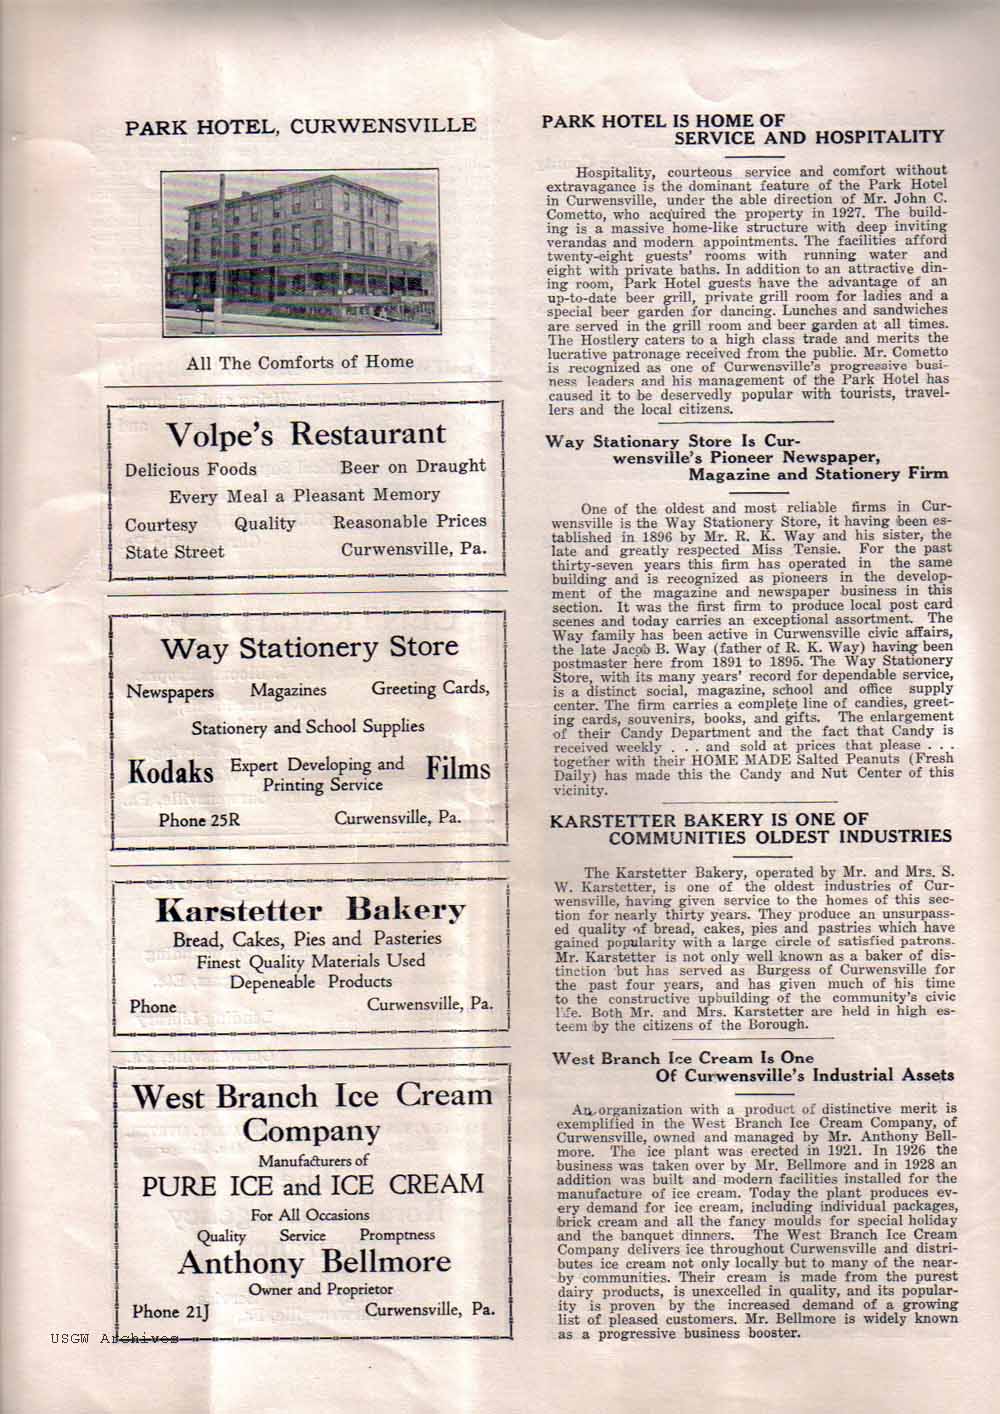 PARK HOTEL, CURWENSVILLE
All The Comforts of Home
Volpe's Restaurant
Delicious Foods Beer on Draught
Every Meal a Pleasant Memory
Courtesy Quality Reasonable Prices
State Street Curwensville, Pa.
Way Stationery Store
Newspapers Magazines Greeting Cards,
Stationery and School Supplies
Kodaks Expert Developing and Printing Service Films
Phone 25R Curwensville, Pa.
Karstetter Bakery
Bread, Cakes, Pies and Pasteries
Finest Quality Materials Used
Depeneable Products
Phone Curwensville, Pa.
West Branch Ice Cream
Company
Manufacturers of
PURE ICE and ICE CREAM
For All Occasions
Quality Service Promptness
Anthony Bellmore
Owner and Proprietor
Phone 21J Curwensville, Pa.
USGW Archives
PARK HOTEL IS HOME OF
SERVICE AND HOSPITALITY
Hospitality, courteous service and comfort without
extravagance is the dominant feature of the Park Hotel
in Curwensville, under the able direction of Mr. John C.
Cometto, who acquired the property in 1927. The build-
ing is a massive home-like structure with deep inviting
verandas and modern appointments. The facilities afford
twenty-eight guests' rooms with running water and
eight with private baths. In addition to an attractive din-
ing room, Park Hotel guests have the advantage of an
up-to-date beer grill, private grill room for ladies and a
special beer garden for dancing. Lunches and sandwiches
are served in the grill room and beer garden at all times.
The Hostlery caters to a high class trade and merits the
lucrative patronage received from the public. Mr. Cometto
is recognized as one of Curwensville's progressive busi-
ness leaders and his management of the Park Hotel has
caused it to be deservedly popular with tourists, travel-
lers and the local citizens.
Way Stationary Store Is Cur-
wensville's Pioneer Newspaper,
Magazine and Stationery Firm
One of the oldest and most reliable firms in Cur-
wensville is the Way Stationery Store, it having been es-
tablished in 1896 by Mr. R. K. Way and his sister, the
late and greatly respected Miss Tensie. For the past
thirty-seven years this firm has operated in the same
building and is recognized as pioneers in the develop-
ment of the magazine and newspaper business in this
section. It was the first firm to produce local post card
scenes and today carries an exceptional assortment. The
Way family has been active in Curwensville civic affairs,
the late Jacob B. Way (father of R. K. Way) having been
postmaster here from 1891 to 1895. The Way Stationery
Store, with its many years' record for dependable service,
is a distinct social, magazine, school and office supply
center. The firm carries a complete line of candies, greet-
ing cards, souvenirs, books, and gifts. The enlargement
of their Candy Department and the fact that Candy is
received weekly . . . and sold at prices that please . . .
together with their HOME MADE Salted Peanuts (Fresh
Daily) has made this the Candy and Nut Center of this
vicinity.
KARSTETTER BAKERY IS ONE OF
COMMUNITIES OLDEST INDUSTRIES
The Karstetter Bakery, operated by Mr. and Mrs. S.
W. Karstetter, is one of the oldest industries of Cur-
wensville, having given service to the homes of this sec-
tion for nearly thirty years. They produce an unsurpass-
ed quality of bread, cakes, pies and pastries which have
gained popularity with a large circle of satisfied patrons.
Mr. Karstetter is not only well known as a baker of dis-
tinction but has served as Burgess of Curwensville for
the past four years, and has given much of his time
to the constructive upbuilding of the community's civic
life. Both Mr. and Mrs. Karstetter are held in high es-
teem by the citizens of the Borough.
West Branch Ice Cream Is One
Of Curwensville's Industrial Assets
An organization with a product of distinctive merit is
exemplified in the West Branch Ice Cream Company, of
Curwensville, owned and managed by Mr. Anthony Bell-
more. The ice plant was erected in 1921. In 1926 the
business was taken over by Mr. Bellmore and in 1928 an
addition was built and modern facilities installed for the
manufacture of ice cream. Today the plant produces ev-
ery demand for ice cream, including individual packages,
brick cream and all the fancy moulds for special holiday
and the banquet dinners. The West Branch Ice Cream
Company delivers ice throughout Curwensville and distri-
butes ice cream not only locally but to many of the near-
by communities. Their cream is made from the purest
dairy products, is unexcelled in quality, and its popular-
ity is proven by the increased demand of a growing
list of pleased customers. Mr. Bellmore is widely known
as a progressive business booster.